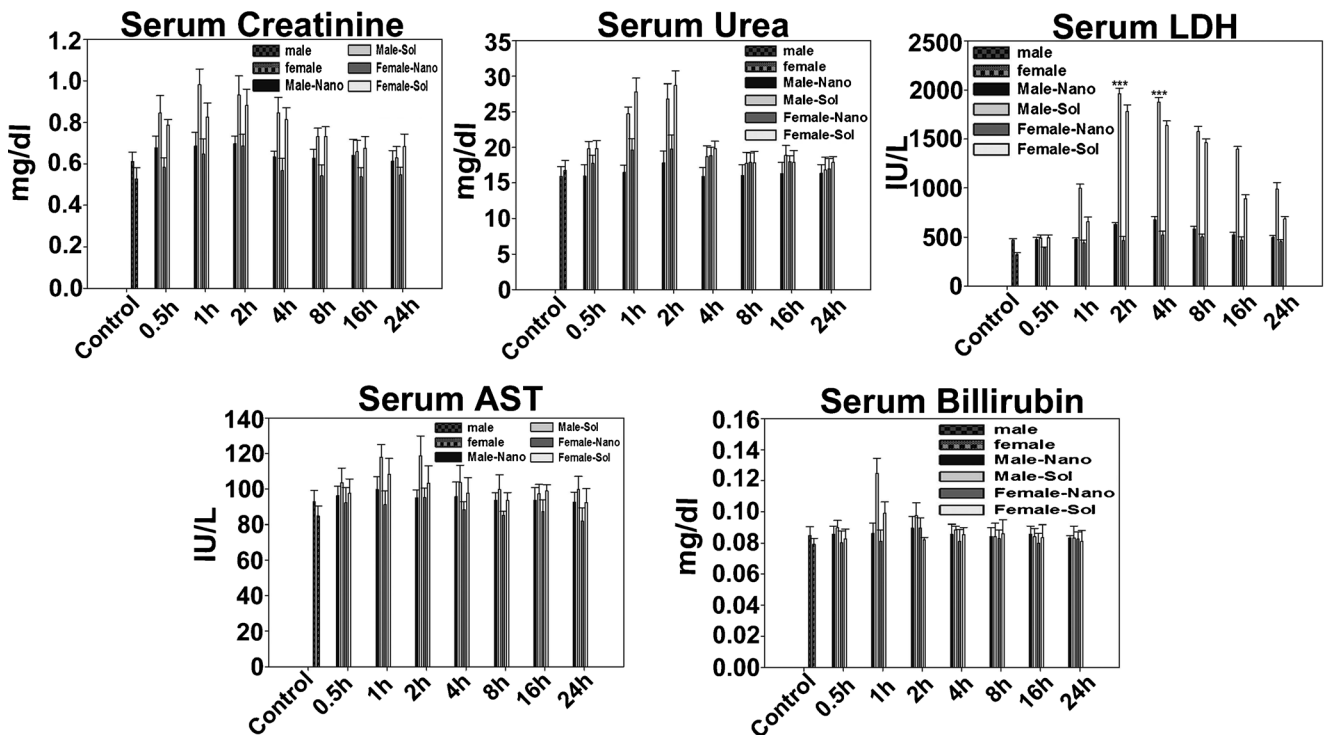 Serum Creatinine
mg/dl
1.2
1.0
0.8
0.6
0.4
0.2
0.0
male
female
Male-Nano
Male-Sol
Female-Nano
Female-Sol
Control
0.5h
1h
2h
4h
8h
16h
24h
Serum Urea
mg/dl
35
30
25
20
15
10
5
0
male
female
Male-Nano
Male-Sol
Female-Nano
Female-Sol
Control
0.5h
1h
2h
4h
8h
16h
24h
Serum LDH
IU/L
2500
2000
1500
1000
500
0
male
female
Male-Nano
Male-Sol
Female-Nano
Female-Sol
***
***
Control
0.5h
1h
2h
4h
8h
16h
24h
Serum AST
IU/L
140
120
100
80
60
40
20
0
male
female
Male-Nano
Male-Sol
Female-Nano
Female-Sol
Control
0.5h
1h
2h
4h
8h
16h
24h
Serum Billirubin
mg/dl
0.16
0.14
0.12
0.10
0.08
0.06
0.04
0.02
0.00
male
female
Male-Nano
Male-Sol
Female-Nano
Female-Sol
Control
0.5h
1h
2h
4h
8h
16h
24h